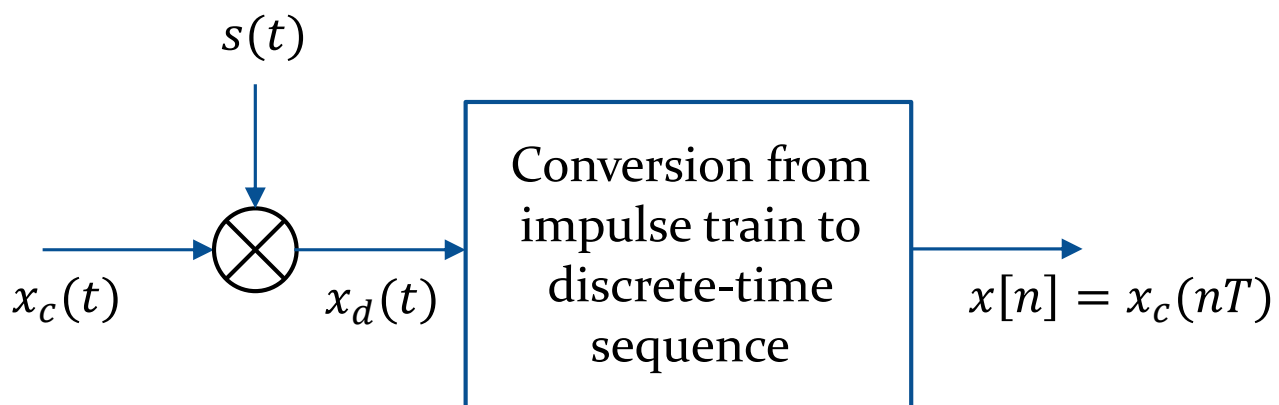 s(t)
Conversion from
impulse train to
discrete-time
sequence
x_c(t)
x_d(t)
x[n] = x_c(nT)